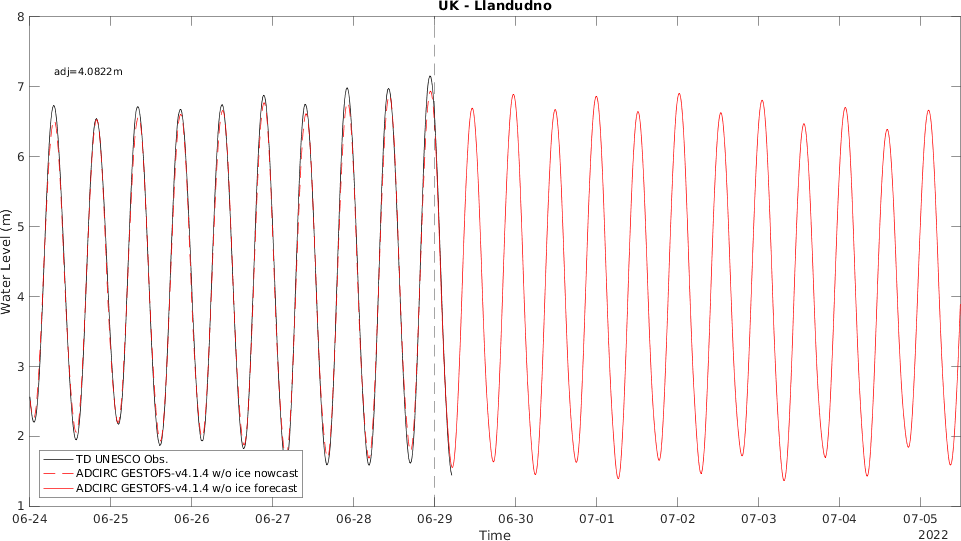 UK - Llandudno
adj=4.0822m
Water Level (m)
8
7
6
5
4
3
2
1
TD UNESCO Obs.
ADCIRC GESTOFS-v4.1.4 w/o ice nowcast
ADCIRC GESTOFS-v4.1.4 w/o ice forecast
06-24 06-25 06-26 06-27 06-28 06-29 06-30 07-01 07-02 07-03 07-04 07-05
Time
2022